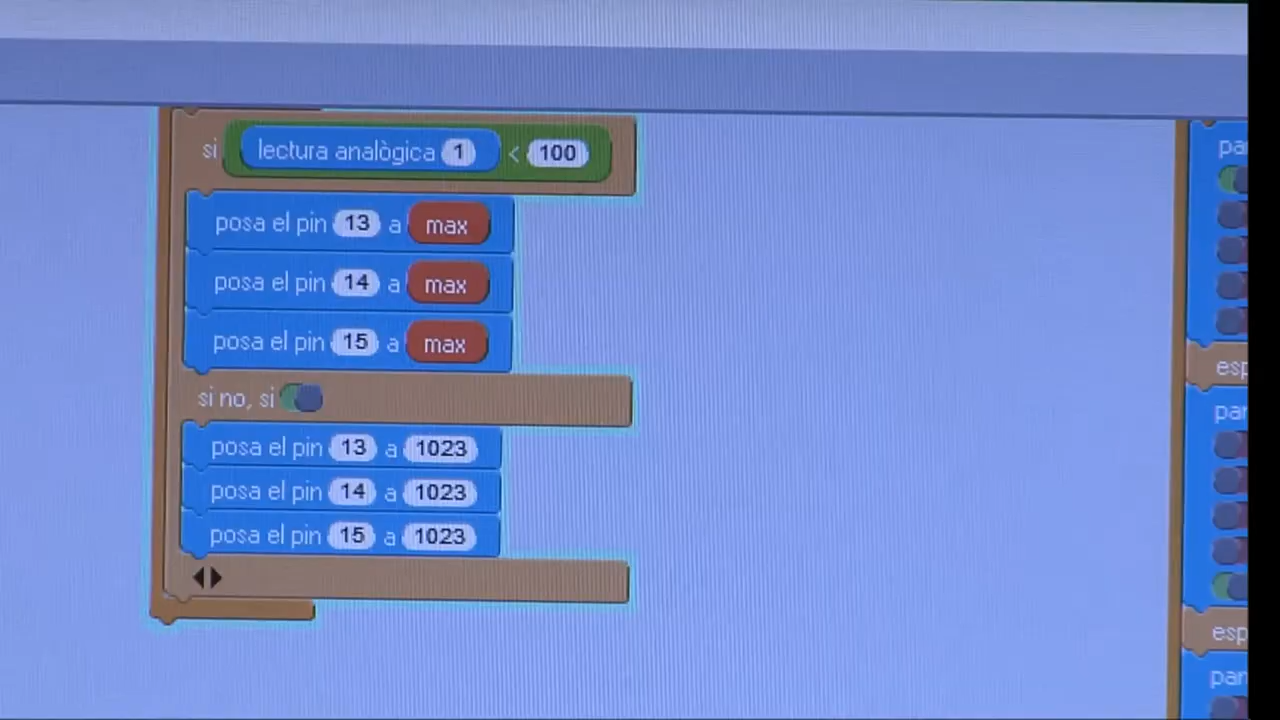 si lectura analògica 1 < 100
posa el pin 13 a max
posa el pin 14 a max
posa el pin 15 a max
si no, si
posa el pin 13 a 1023
posa el pin 14 a 1023
posa el pin 15 a 1023